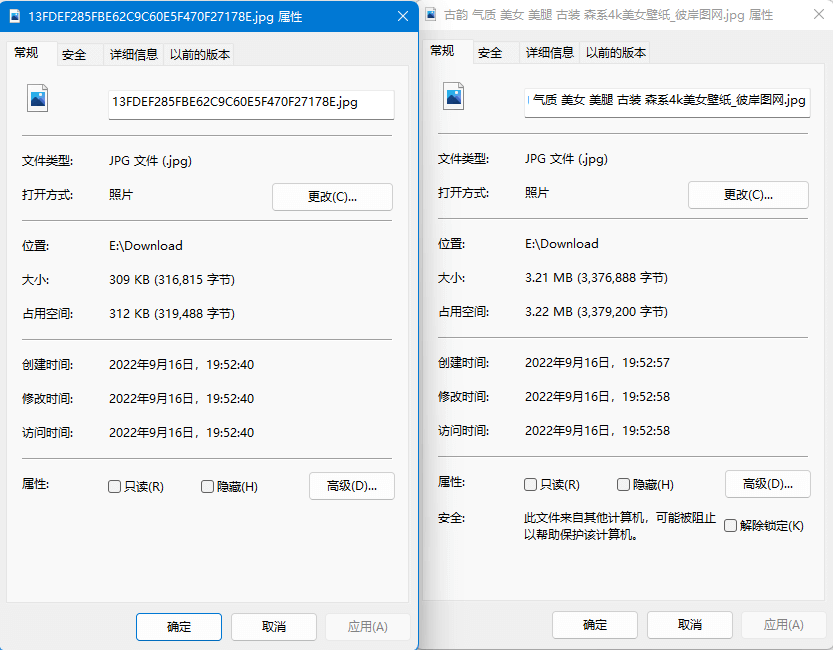 13FDEF285FBE62C9C60E5F470F27178E.jpg 属性
常规 安全 详细信息 以前的版本
13FDEF285FBE62C9C60E5F470F27178E.jpg
文件类型: JPG 文件 (.jpg)
打开方式: 照片 更改(C)...
位置: E:\Download
大小: 309 KB (316,815 字节)
占用空间: 312 KB (319,488 字节)
创建时间: 2022年9月16日，19:52:40
修改时间: 2022年9月16日，19:52:40
访问时间: 2022年9月16日，19:52:40
属性: 只读(R) 隐藏(H) 高级(D)...
确定 取消 应用(A)
古韵 气质 美女 美腿 古装 森系4k美女壁纸_彼岸图网.jpg 属性
常规 安全 详细信息 以前的版本
气质 美女 美腿 古装 森系4k美女壁纸_彼岸图网.jpg
文件类型: JPG 文件 (.jpg)
打开方式: 照片 更改(C)...
位置: E:\Download
大小: 3.21 MB (3,376,888 字节)
占用空间: 3.22 MB (3,379,200 字节)
创建时间: 2022年9月16日，19:52:57
修改时间: 2022年9月16日，19:52:58
访问时间: 2022年9月16日，19:52:58
属性: 只读(R) 隐藏(H) 高级(D)...
安全: 此文件来自其他计算机，可能被阻止
以帮助保护该计算机。 解除锁定(K)
确定 取消 应用(A)